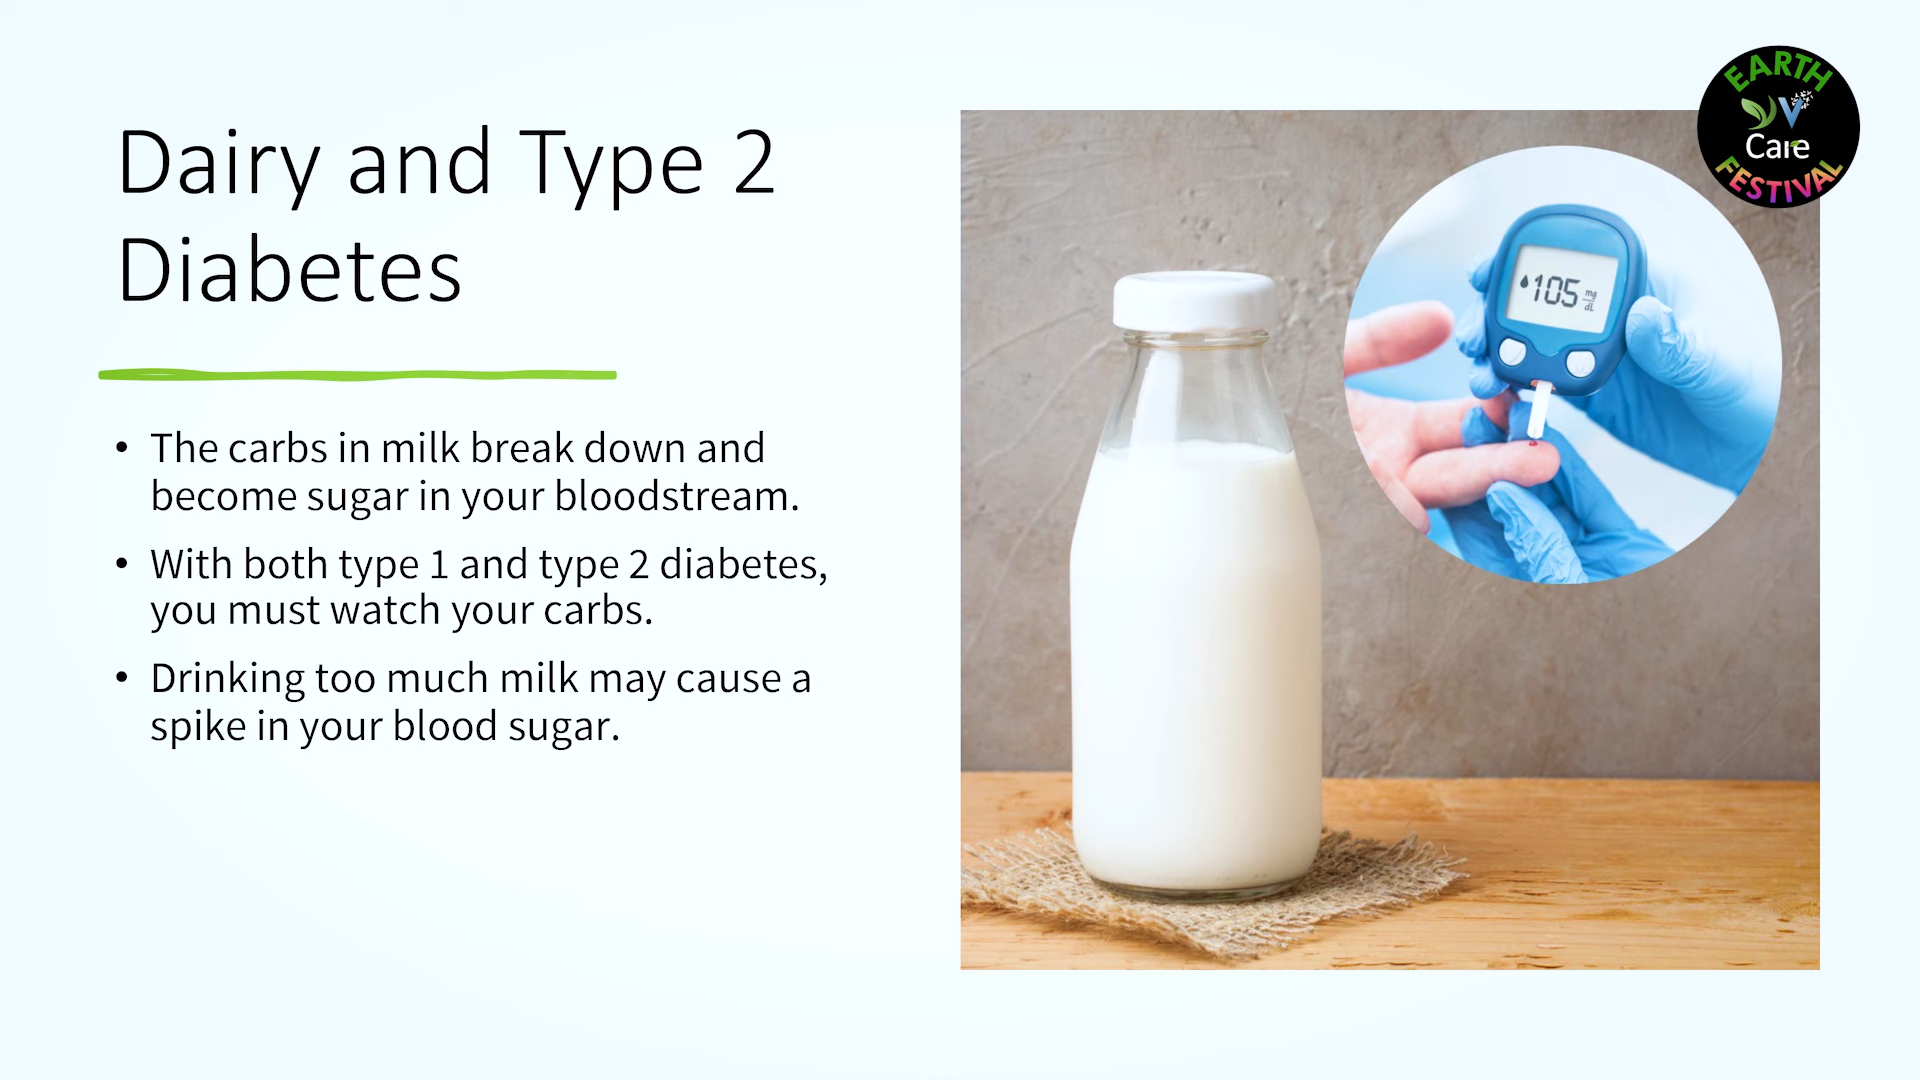 Dairy and Type 2
Diabetes
• The carbs in milk break down and
become sugar in your bloodstream.
• With both type 1 and type 2 diabetes,
you must watch your carbs.
• Drinking too much milk may cause a
spike in your blood sugar.
EARTH
V
Care
FESTIVAL
105 mg/dL